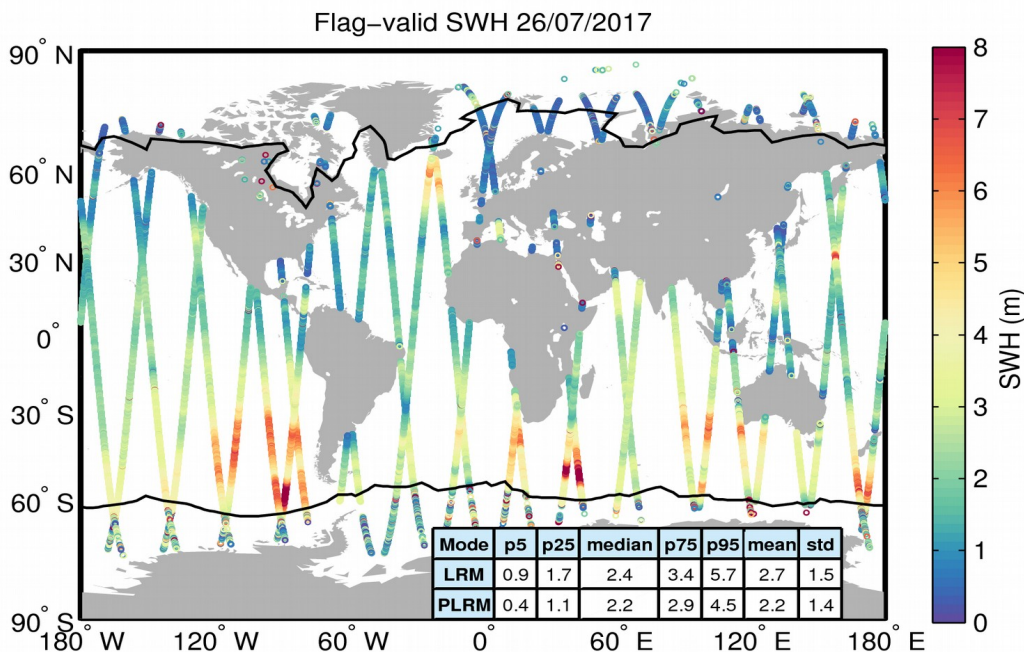 Flag−valid SWH 26/07/2017
90° N
60° N
30° N
0°
30° S
60° S
90° S
180° W 120° W 60° W 0° 60° E 120° E 180° E
8
7
6
5
4
3
2
1
0
SWH (m)
Mode p5 p25 median p75 p95 mean std
LRM 0.9 1.7 2.4 3.4 5.7 2.7 1.5
PLRM 0.4 1.1 2.2 2.9 4.5 2.2 1.4